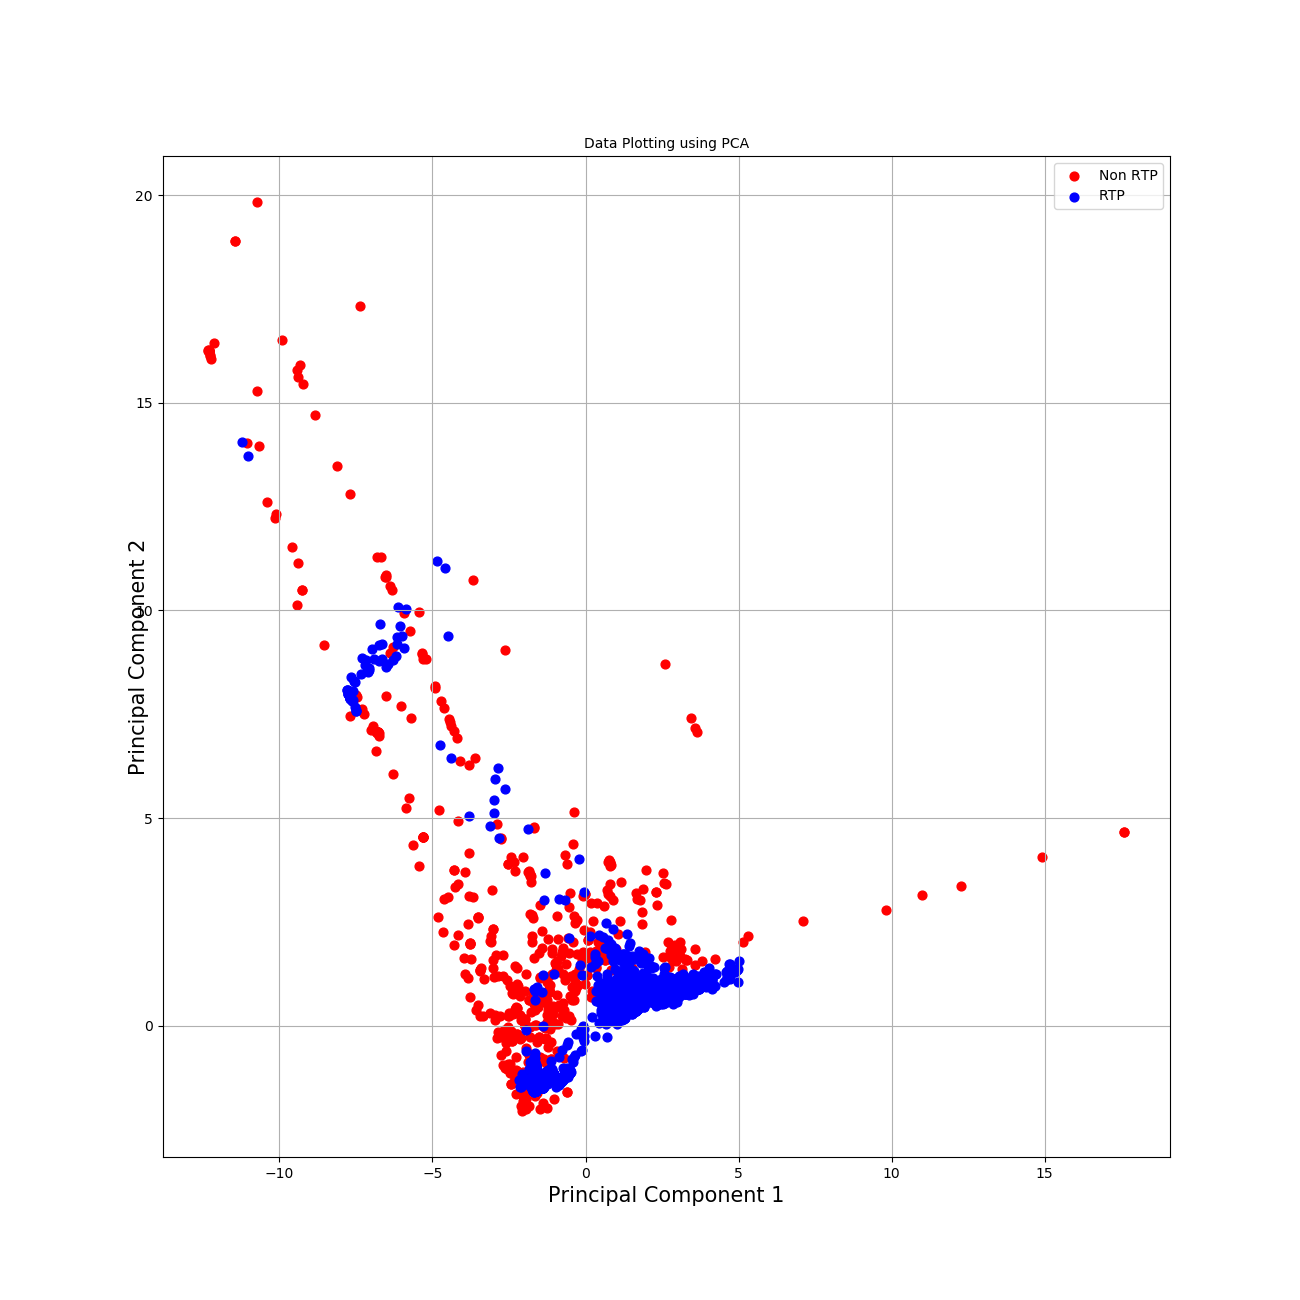 Data Plotting using PCA
Non RTP
RTP
20
15
10
5
0
Principal Component 2
−10
−5
0
5
10
15
Principal Component 1